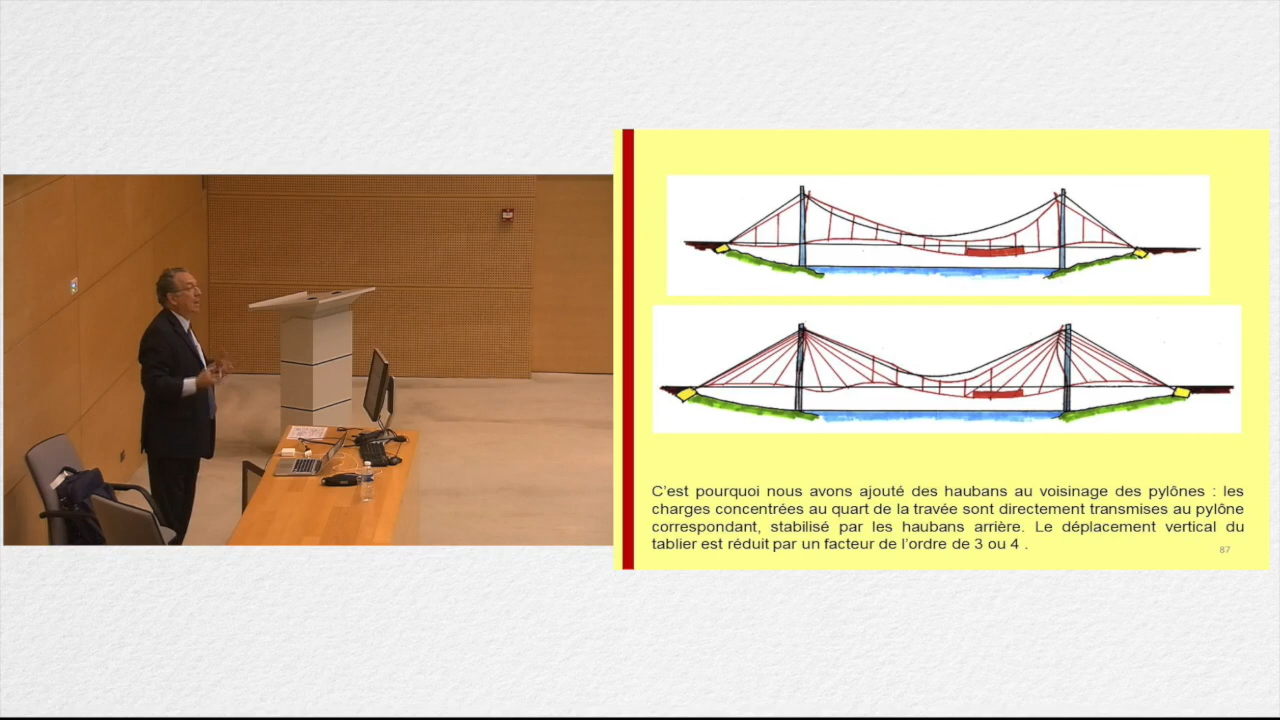 C'est pourquoi nous avons ajouté des haubans au voisinage des pylônes : les
charges concentrées au quart de la travée sont directement transmises au pylône
correspondant, stabilisé par les haubans arrière. Le déplacement vertical du
tablier est réduit par un facteur de l'ordre de 3 ou 4 .
87